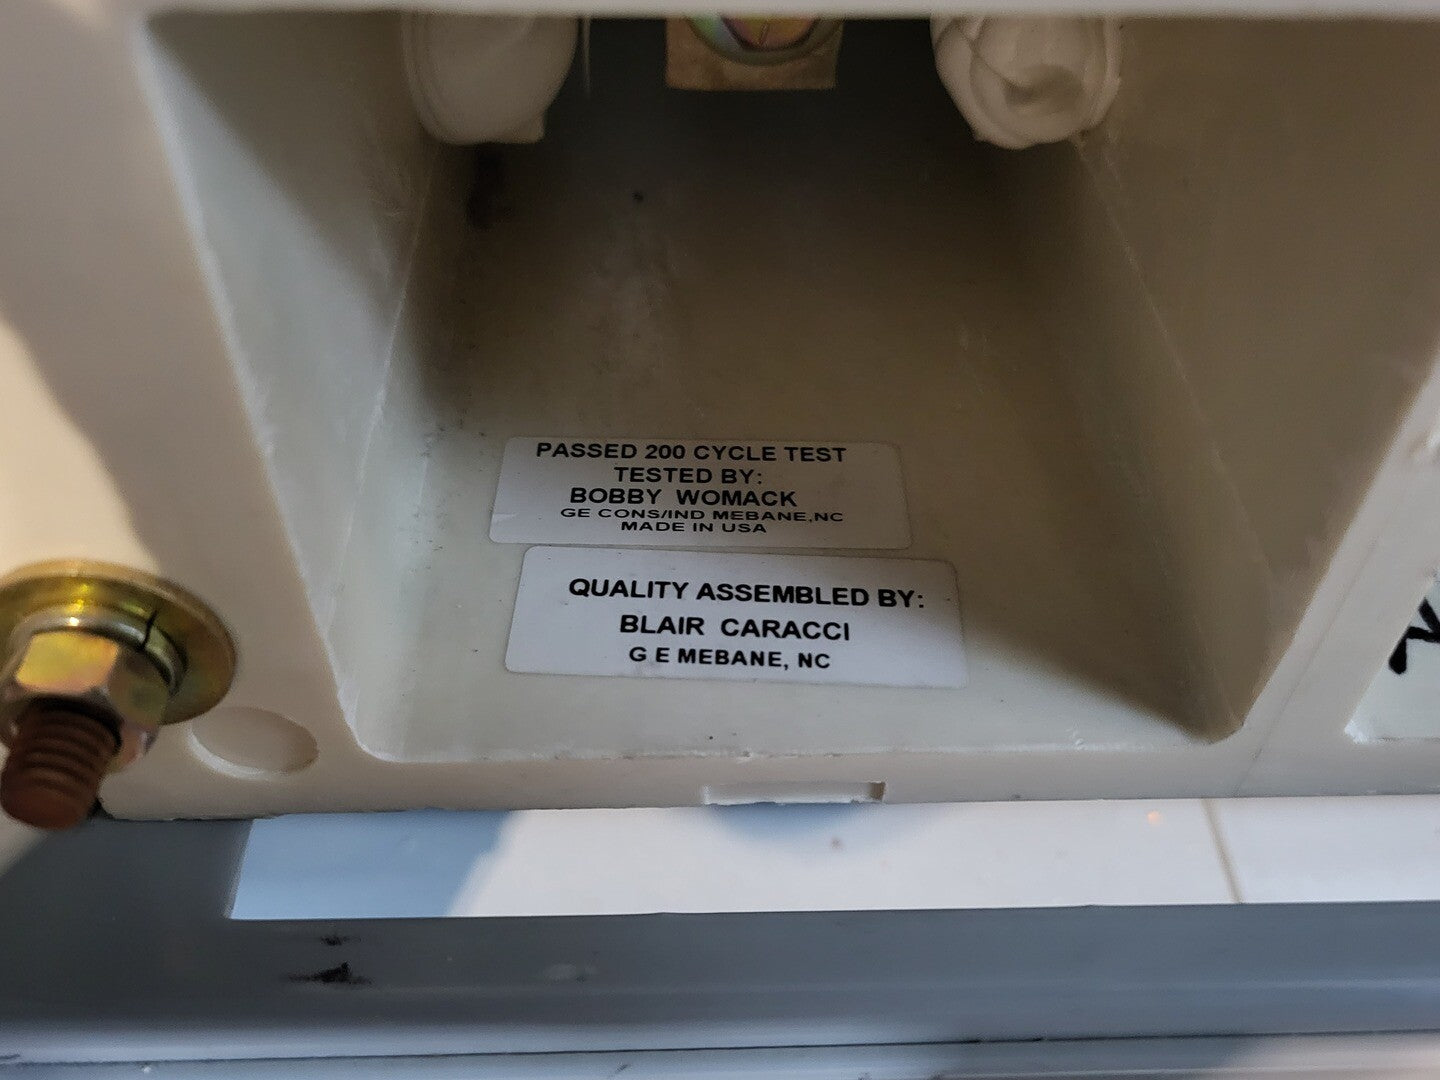 PASSED 200 CYCLE TEST
TESTED BY:
BOBBY WOMACK
GE CONS/IND MEBANE,NC
MADE IN USA
QUALITY ASSEMBLED BY:
BLAIR CARACCI
G E MEBANE, NC